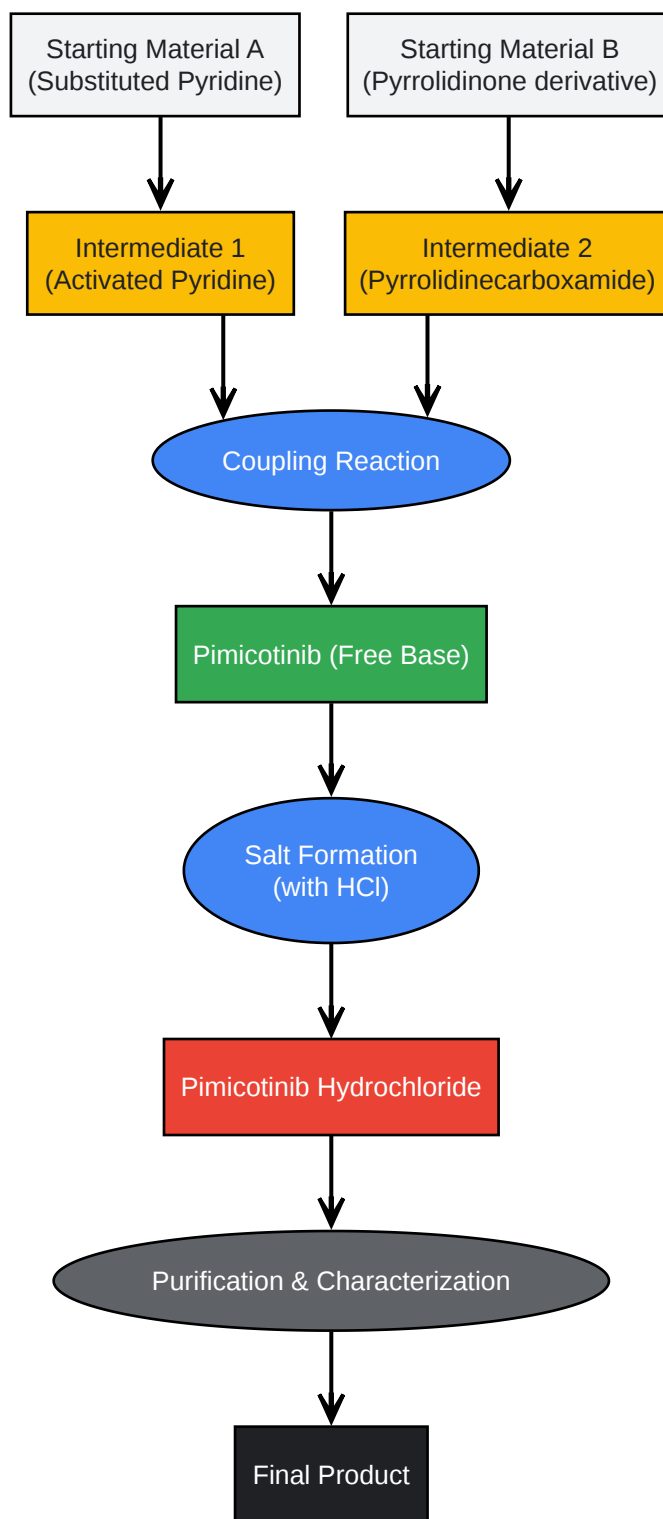 Starting Material A
(Substituted Pyridine)
Starting Material B
(Pyrrolidinone derivative)
Intermediate 1
(Activated Pyridine)
Intermediate 2
(Pyrrolidinecarboxamide)
Coupling Reaction
Pimicotinib (Free Base)
Salt Formation
(with HCl)
Pimicotinib Hydrochloride
Purification & Characterization
Final Product